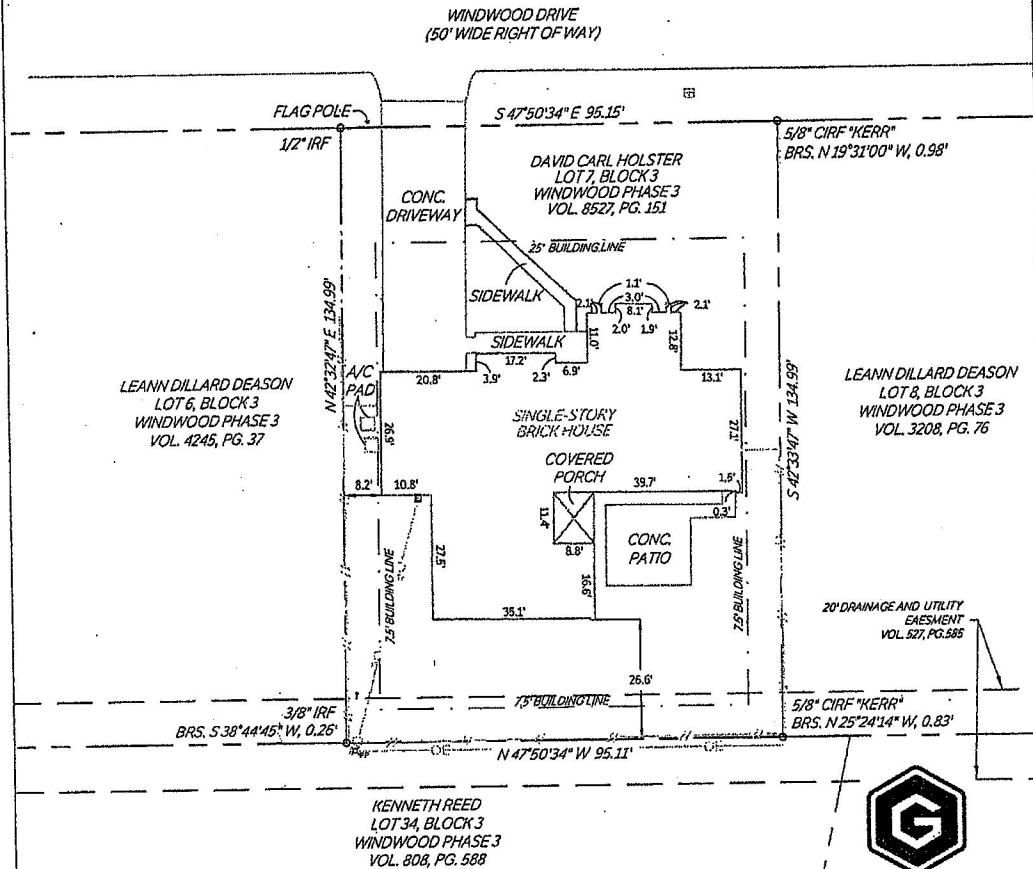 WINDWOOD DRIVE
(50' WIDE RIGHT OF WAY)
FLAG POLE
S 47°50'34" E 95.15'
1/2" IRF
5/8" CIRF "KERR"
BRS. N 19°31'00" W, 0.98'
DAVID CARL HOLSTER
LOT 7, BLOCK 3
WINDWOOD PHASE 3
VOL. 8527, PG. 151
CONC.
DRIVEWAY
25' BUILDING LINE
SIDEWALK
1.1'
3.0'
2.1'
8.1'
2.1'
2.0'
1.9'
N 42°32'47" E 134.99'
SIDEWALK
11.0'
12.8'
17.2'
6.9'
20.8'
3.9'
2.3'
13.1'
A/C
PAD
LEANN DILLARD DEASON
LOT 6, BLOCK 3
WINDWOOD PHASE 3
VOL. 4245, PG. 37
LEANN DILLARD DEASON
LOT 8, BLOCK 3
WINDWOOD PHASE 3
VOL. 3208, PG. 76
S 42°33'47" W 134.99'
SINGLE-STORY
BRICK HOUSE
26.9'
27.1'
COVERED
PORCH
8.2'
10.8'
39.7'
1.5'
0.3'
11.4'
8.8'
CONC.
PATIO
27.5'
16.6'
7.5' BUILDING LINE
7.5' BUILDING LINE
35.1'
20' DRAINAGE AND UTILITY
EAESMENT
VOL. 527, PG.585
26.6'
7.5' BUILDING LINE
3/8" IRF
BRS. S 38°44'45" W, 0.26'
5/8" CIRF "KERR"
BRS. N 25°24'14" W, 0.83'
OE
OE
N 47°50'34" W 95.11'
KENNETH REED
LOT 34, BLOCK 3
WINDWOOD PHASE 3
VOL. 808, PG. 588
G